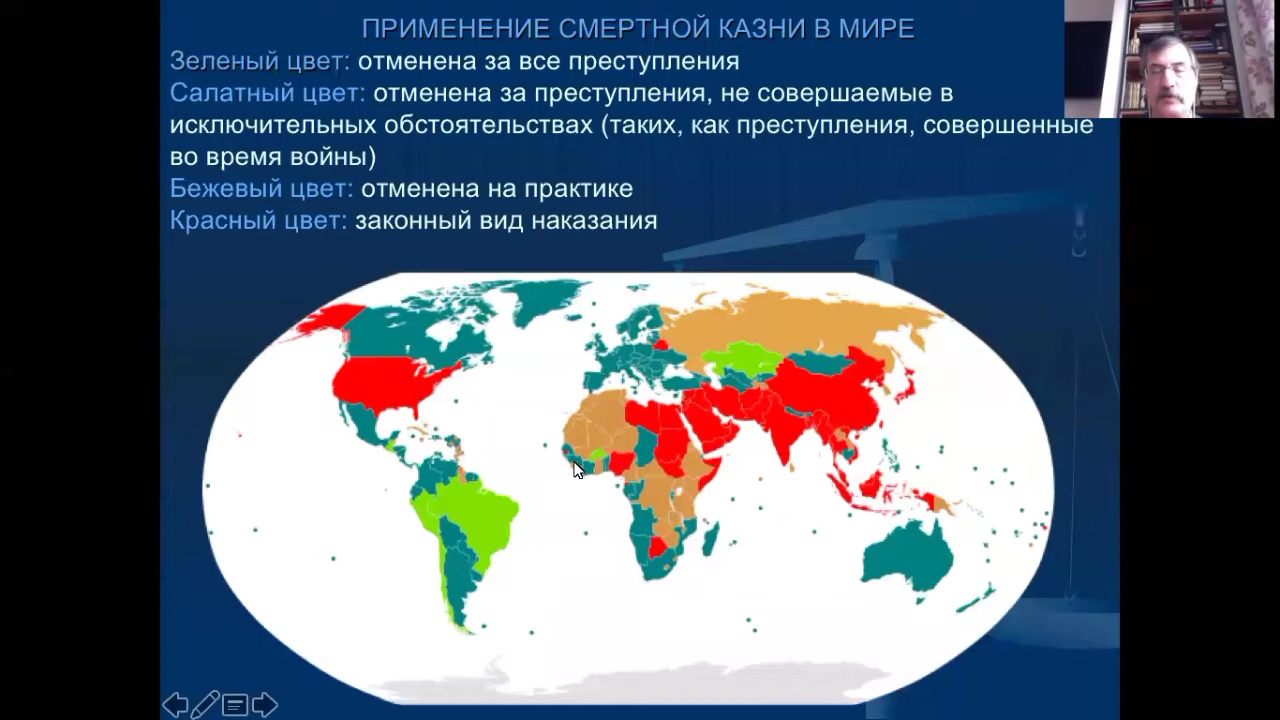 ПРИМЕНЕНИЕ СМЕРТНОЙ КАЗНИ В МИРЕ
Зеленый цвет: отменена за все преступления
Салатный цвет: отменена за преступления, не совершаемые в
исключительных обстоятельствах (таких, как преступления, совершенные
во время войны)
Бежевый цвет: отменена на практике
Красный цвет: законный вид наказания